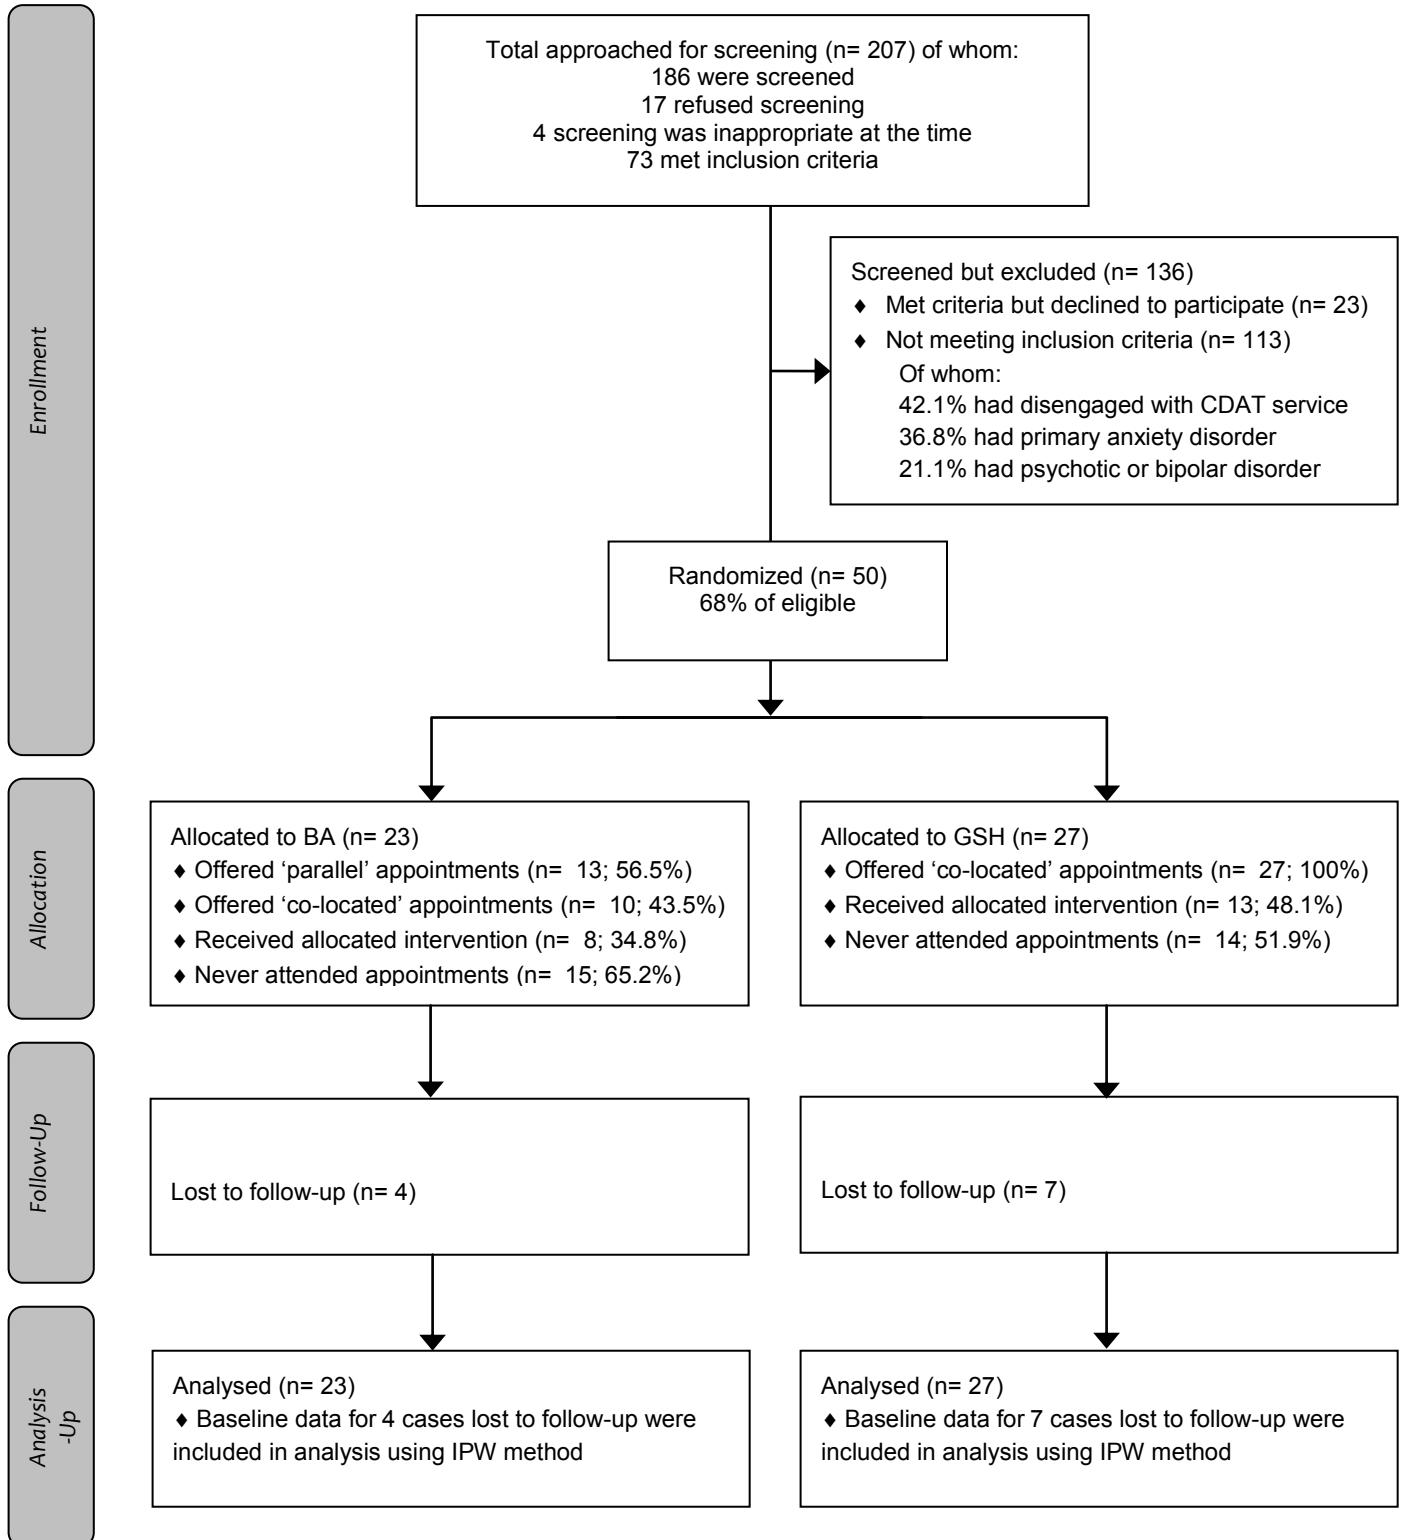 Enrollment
Total approached for screening (n= 207) of whom:
186 were screened
17 refused screening
4 screening was inappropriate at the time
73 met inclusion criteria
Screened but excluded (n= 136)
♦ Met criteria but declined to participate (n= 23)
♦ Not meeting inclusion criteria (n= 113)
Of whom:
42.1% had disengaged with CDAT service
36.8% had primary anxiety disorder
21.1% had psychotic or bipolar disorder
Randomized (n= 50)
68% of eligible
Allocation
Allocated to BA (n= 23)
♦ Offered ‘parallel’ appointments (n= 13; 56.5%)
♦ Offered ‘co-located’ appointments (n= 10; 43.5%)
♦ Received allocated intervention (n= 8; 34.8%)
♦ Never attended appointments (n= 15; 65.2%)
Allocated to GSH (n= 27)
♦ Offered ‘co-located’ appointments (n= 27; 100%)
♦ Received allocated intervention (n= 13; 48.1%)
♦ Never attended appointments (n= 14; 51.9%)
Follow-Up
Lost to follow-up (n= 4)
Lost to follow-up (n= 7)
Analysis
-Up
Analysed (n= 23)
♦ Baseline data for 4 cases lost to follow-up were
included in analysis using IPW method
Analysed (n= 27)
♦ Baseline data for 7 cases lost to follow-up were
included in analysis using IPW method